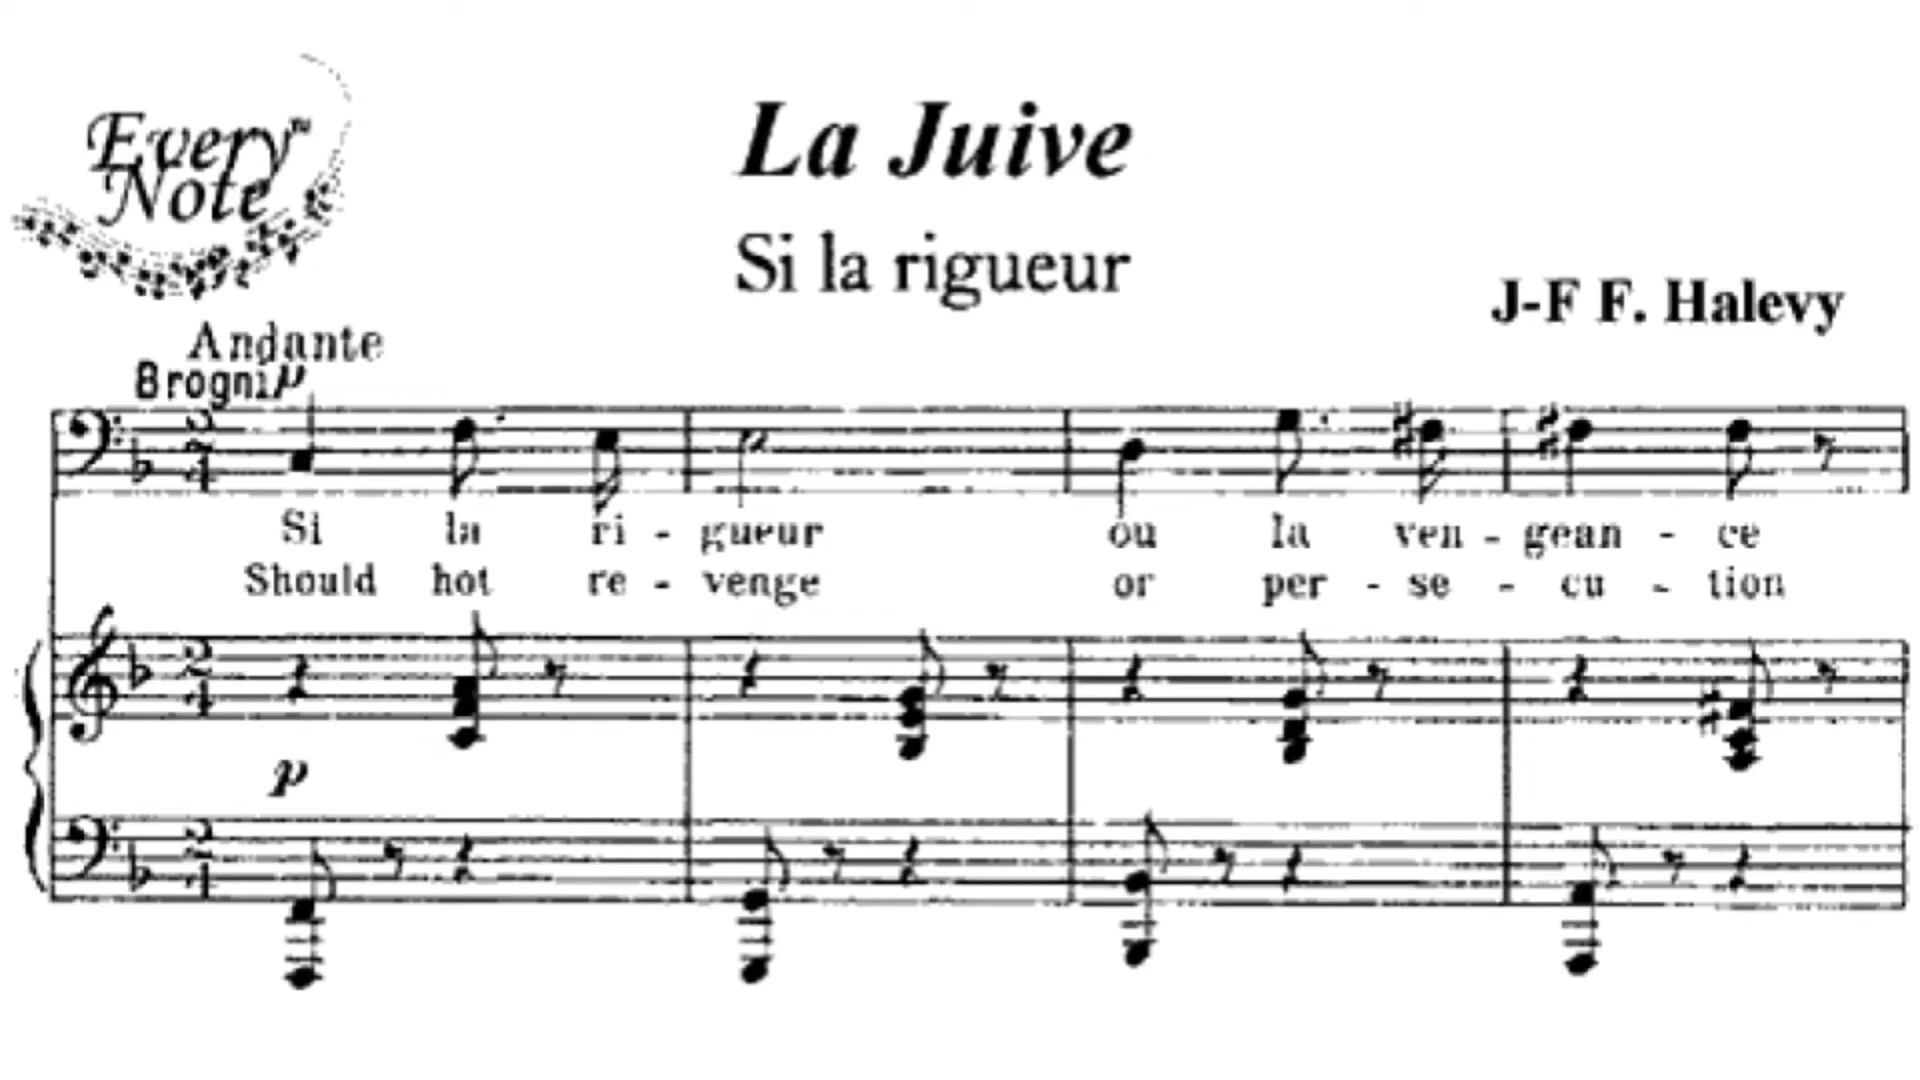 Every
Note™
La Juive
Si la rigueur
J-F F. Halevy
Andante
Brogni p
Si la ri - gueur ou la ven - gean - ce
Should hot re - venge or per - se - cu - tion
p